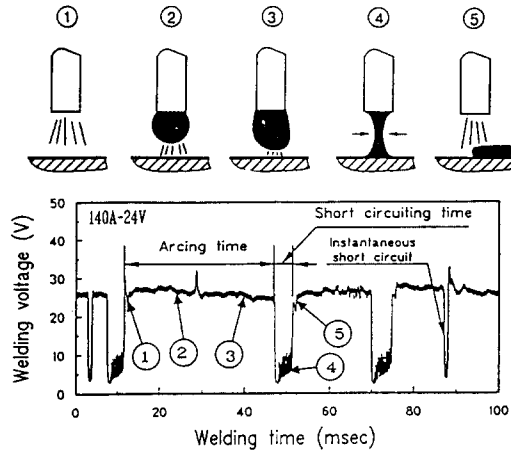 ① ② ③ ④ ⑤
140A-24V
Short circuiting time
Arcing time
Instantaneous
short circuit
Welding voltage (V)
50
40
30
20
10
0
① ② ③ ④ ⑤
0 20 40 60 80 100
Welding time (msec)